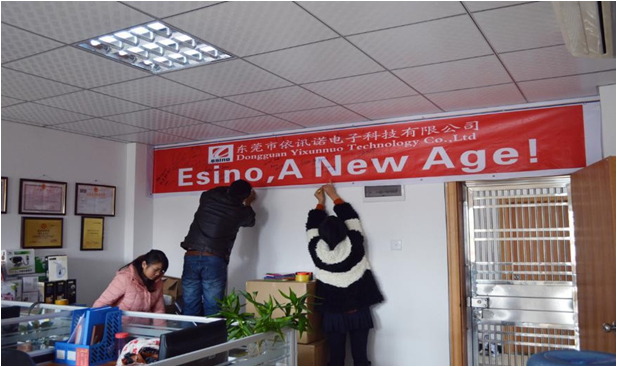 东莞市依讯诺电子科技有限公司
esino
Dongguan Yixunnuo Technology Co.,Ltd
Esino,A New Age!